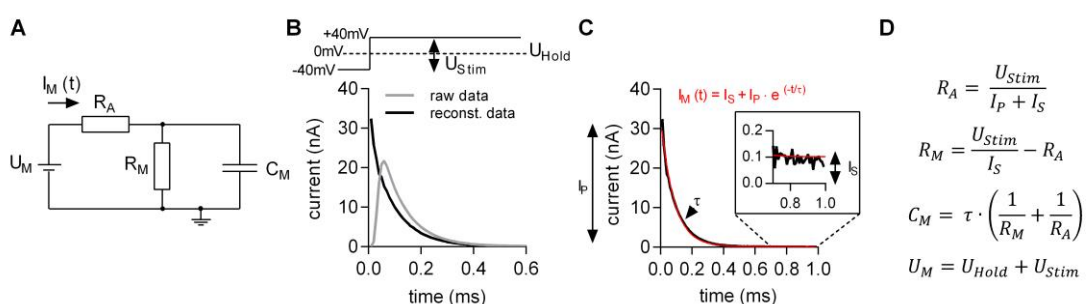 A
I_M (t)
R_A
R_M
U_M
C_M
B
+40mV
0mV
-40mV
U_Hold
U_Stim
raw data
reconst. data
current (nA)
40
30
20
10
0
0.0 0.2 0.4 0.6
time (ms)
C
I_M (t) = I_S + I_P · e^(-t/τ)
I_P
current (nA)
40
30
20
10
0
τ
0.2
0.1
0.0
0.8 1.0
I_S
0.0 0.2 0.4 0.6 0.8 1.0
time (ms)
D
R_A = U_Stim / (I_P + I_S)
R_M = U_Stim / I_S − R_A
C_M = τ · (1/R_M + 1/R_A)
U_M = U_Hold + U_Stim